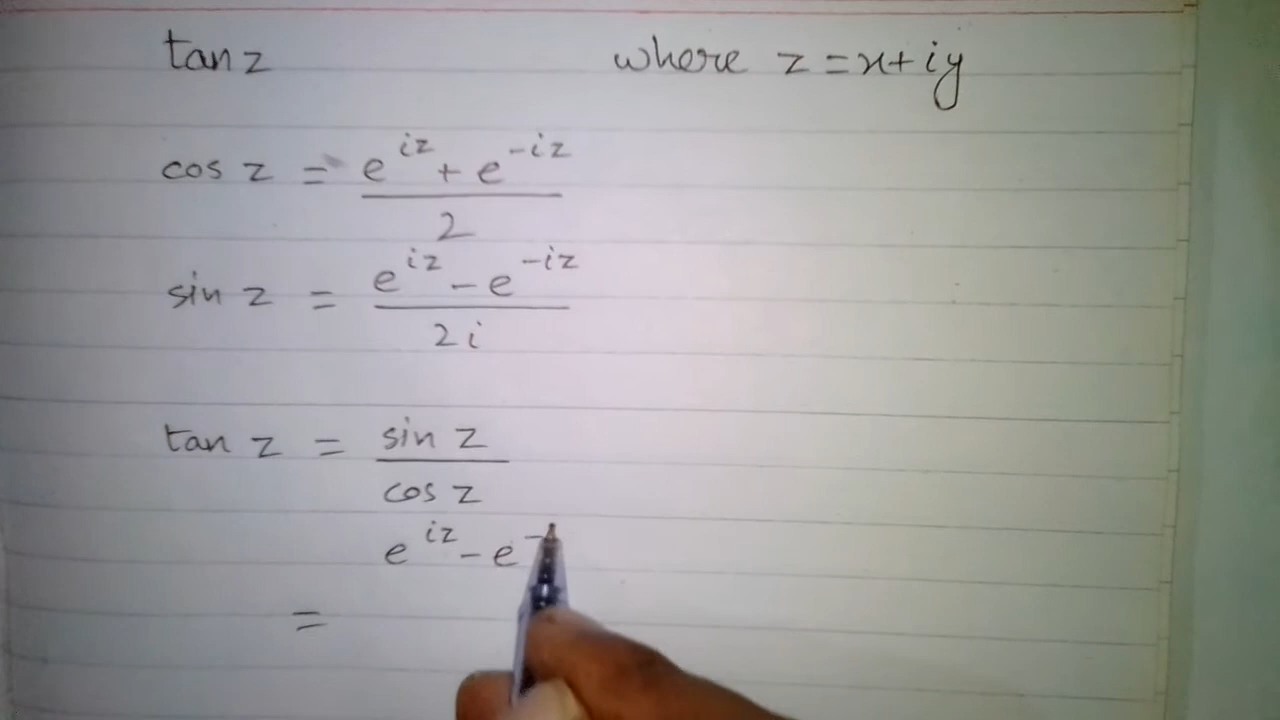 tan z where z = x + iy
cos z = e^{iz} + e^{-iz} / 2
sin z = e^{iz} - e^{-iz} / 2i
tan z = sin z / cos z
= e^{iz} - e^{-